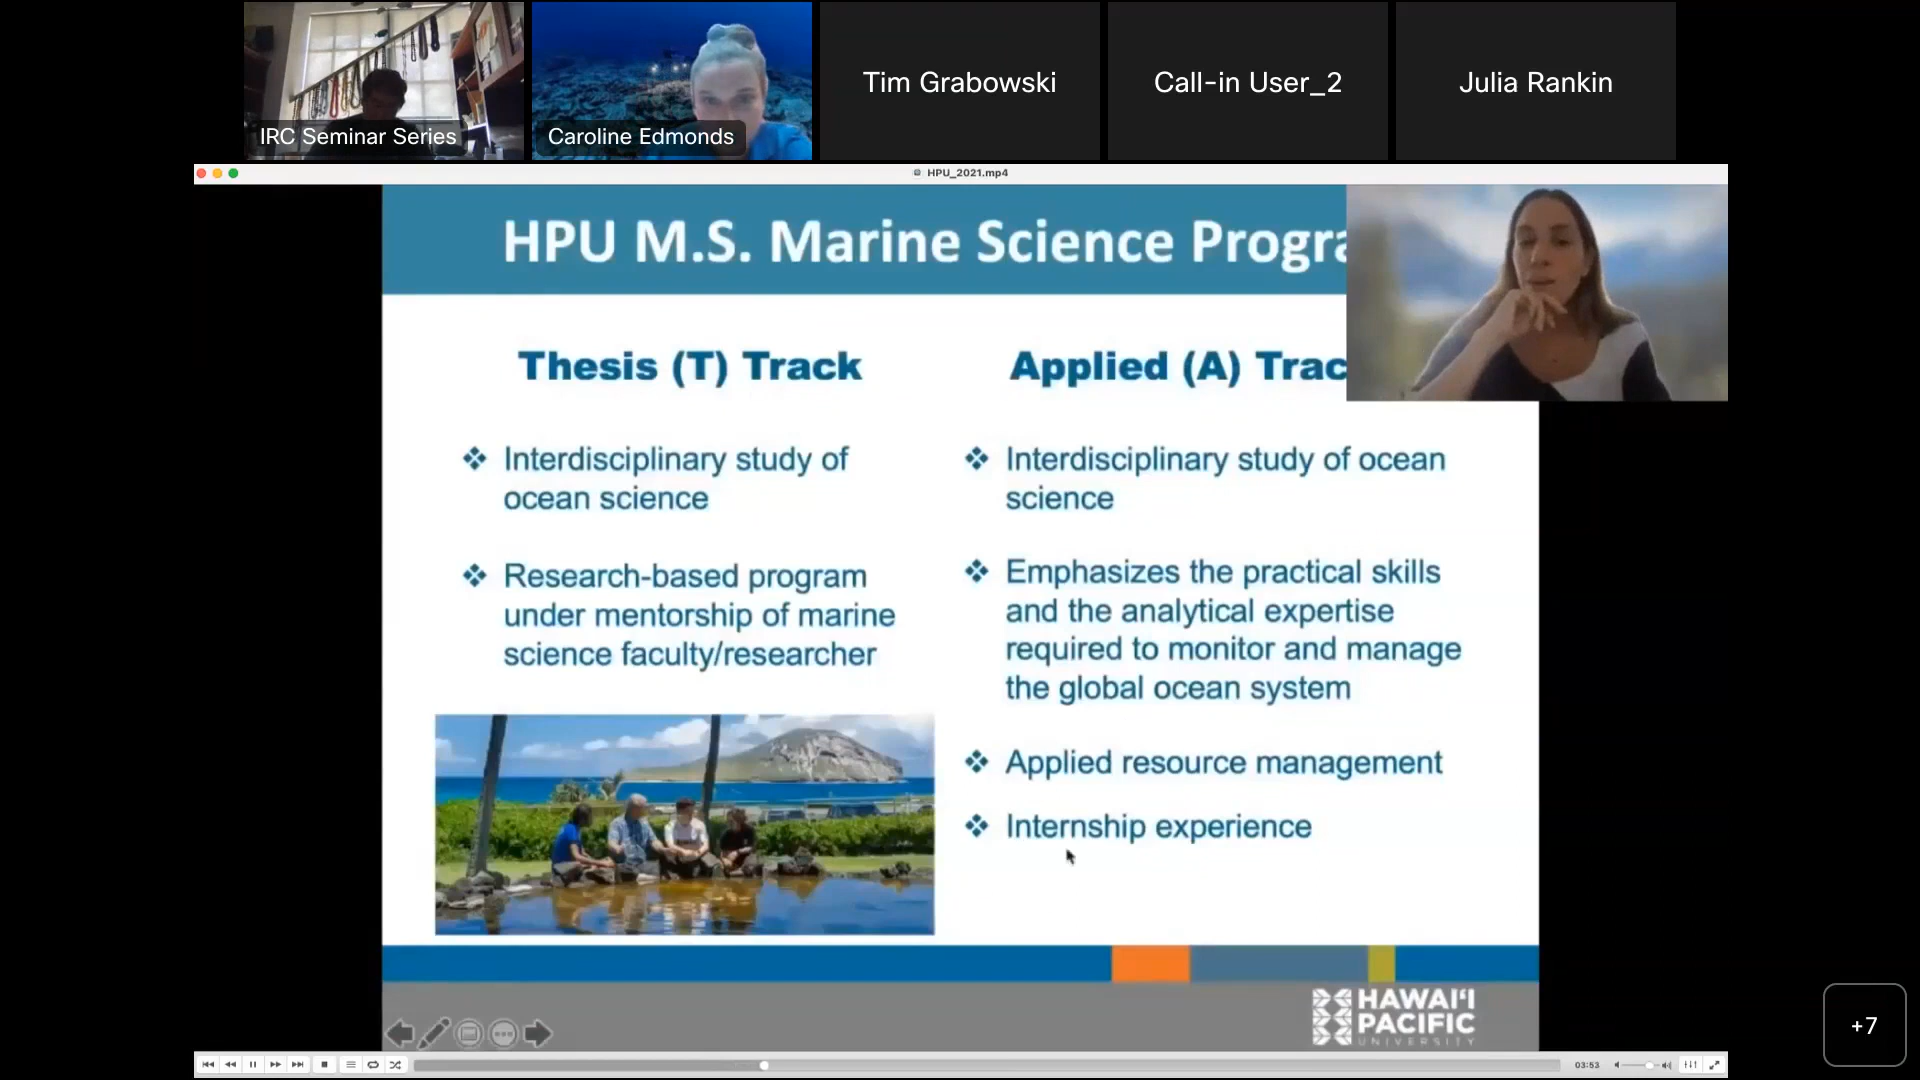 IRC Seminar Series
Caroline Edmonds
Tim Grabowski
Call-in User_2
Julia Rankin
HPU_2021.mp4
HPU M.S. Marine Science Progra
Thesis (T) Track
Interdisciplinary study of
ocean science
Research-based program
under mentorship of marine
science faculty/researcher
Applied (A) Trac
Interdisciplinary study of ocean
science
Emphasizes the practical skills
and the analytical expertise
required to monitor and manage
the global ocean system
Applied resource management
Internship experience
HAWAIʻI
PACIFIC
UNIVERSITY
03:53
+7